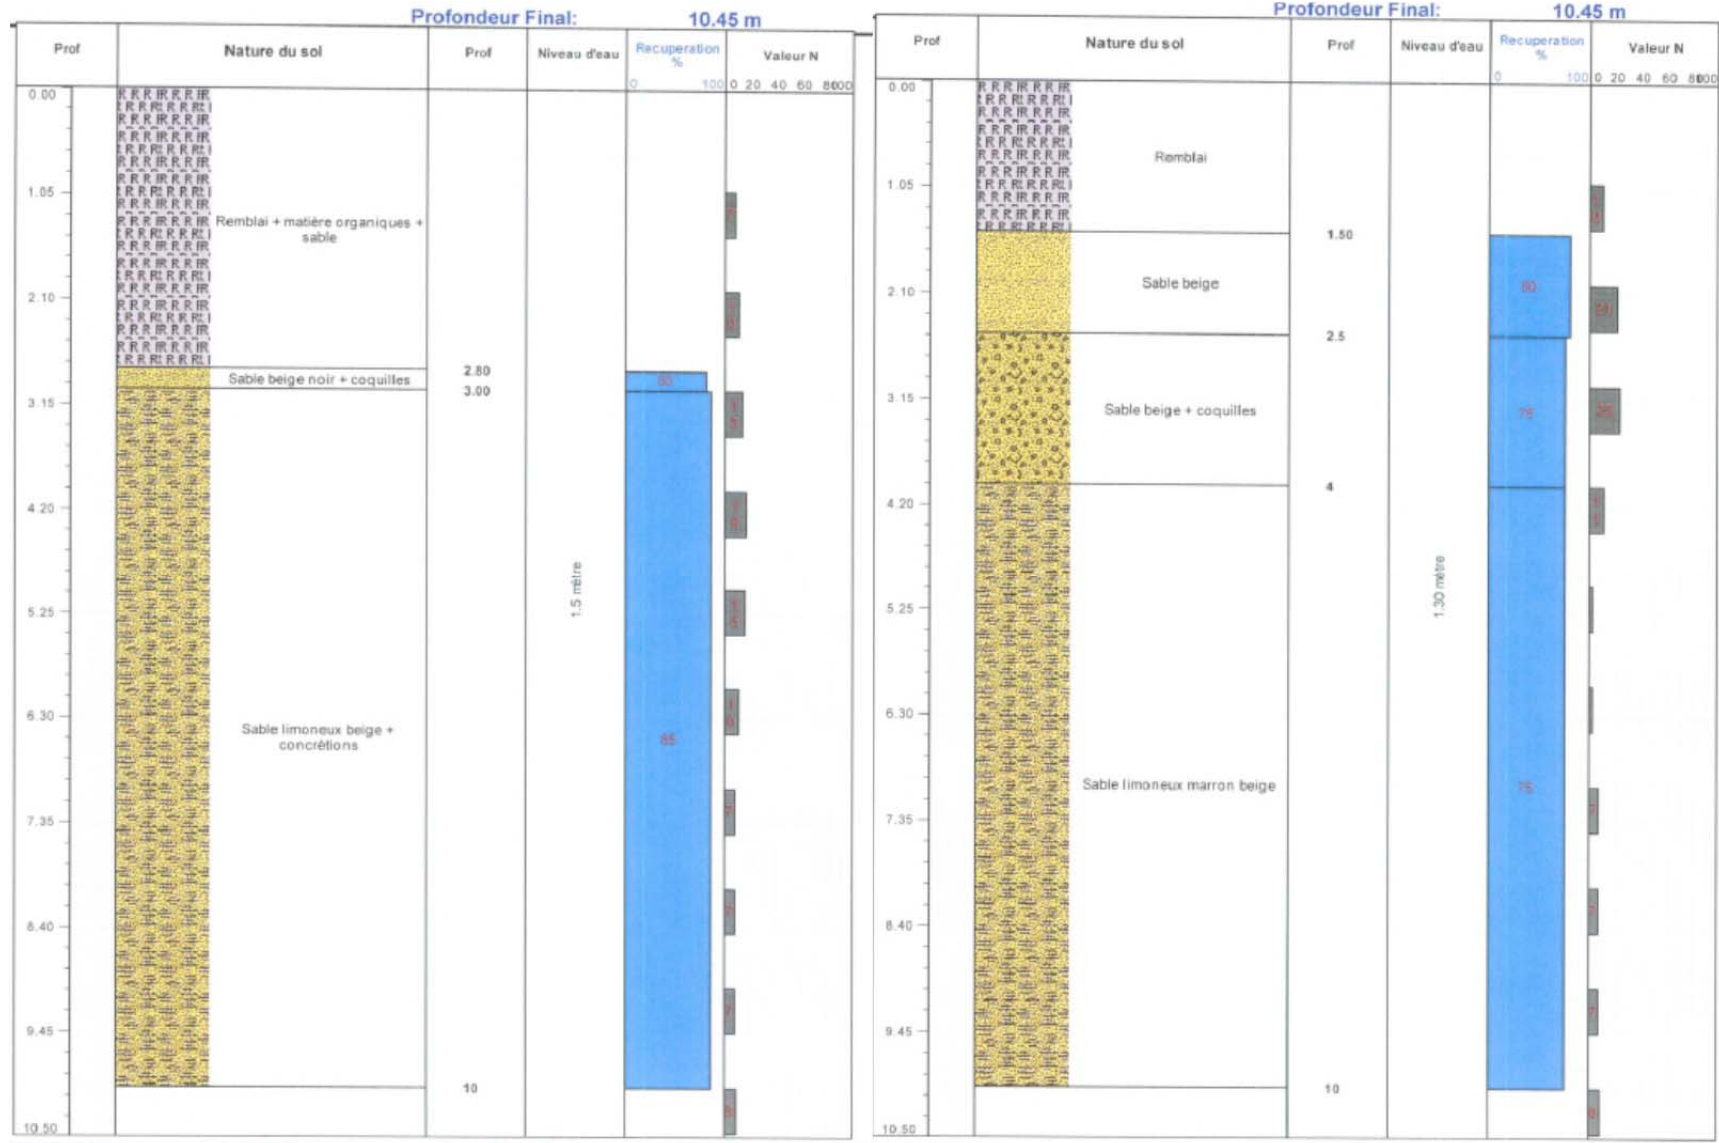 Profondeur Final: 10.45 m
Prof Nature du sol Prof Niveau d'eau Recuperation % Valeur N
0 100 0 20 40 60 8000
0.00
1.05
Remblai + matière organiques +
sable
2.10
2.80
Sable beige noir + coquilles
3.00
3.15
4.20
5.25
1.5 mètre
6.30
Sable limoneux beige +
concrétions
85
7.35
8.40
9.45
10
10.50
Profondeur Final: 10.45 m
Prof Nature du sol Prof Niveau d'eau Recuperation % Valeur N
0 100 0 20 40 60 8000
0.00
Remblai
1.05
1.50
Sable beige
80
2.10
2.5
3.15
Sable beige + coquilles
75
4
4.20
5.25
1.30 mètre
6.30
Sable limoneux marron beige
75
7.35
8.40
9.45
10
10.50